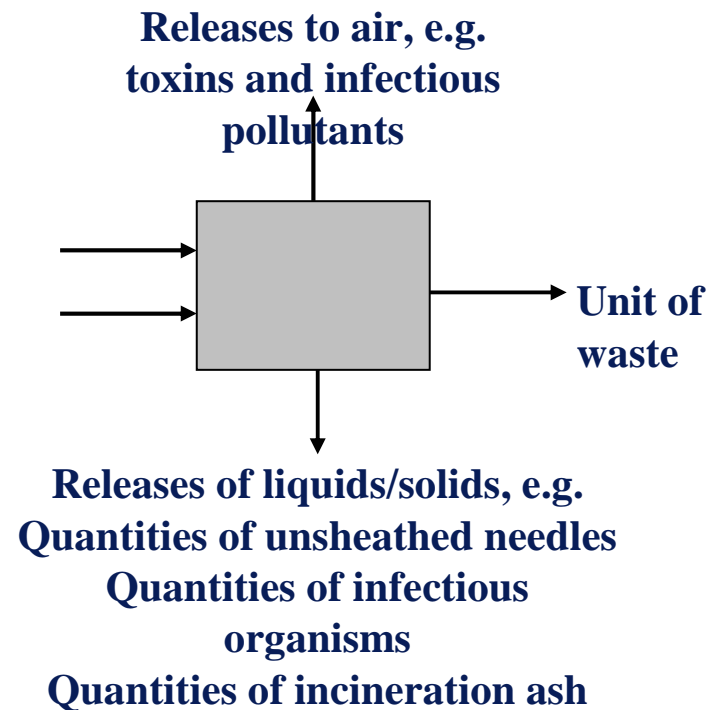 Releases to air, e.g.
toxins and infectious
pollutants
Unit of
waste
Releases of liquids/solids, e.g.
Quantities of unsheathed needles
Quantities of infectious
organisms
Quantities of incineration ash